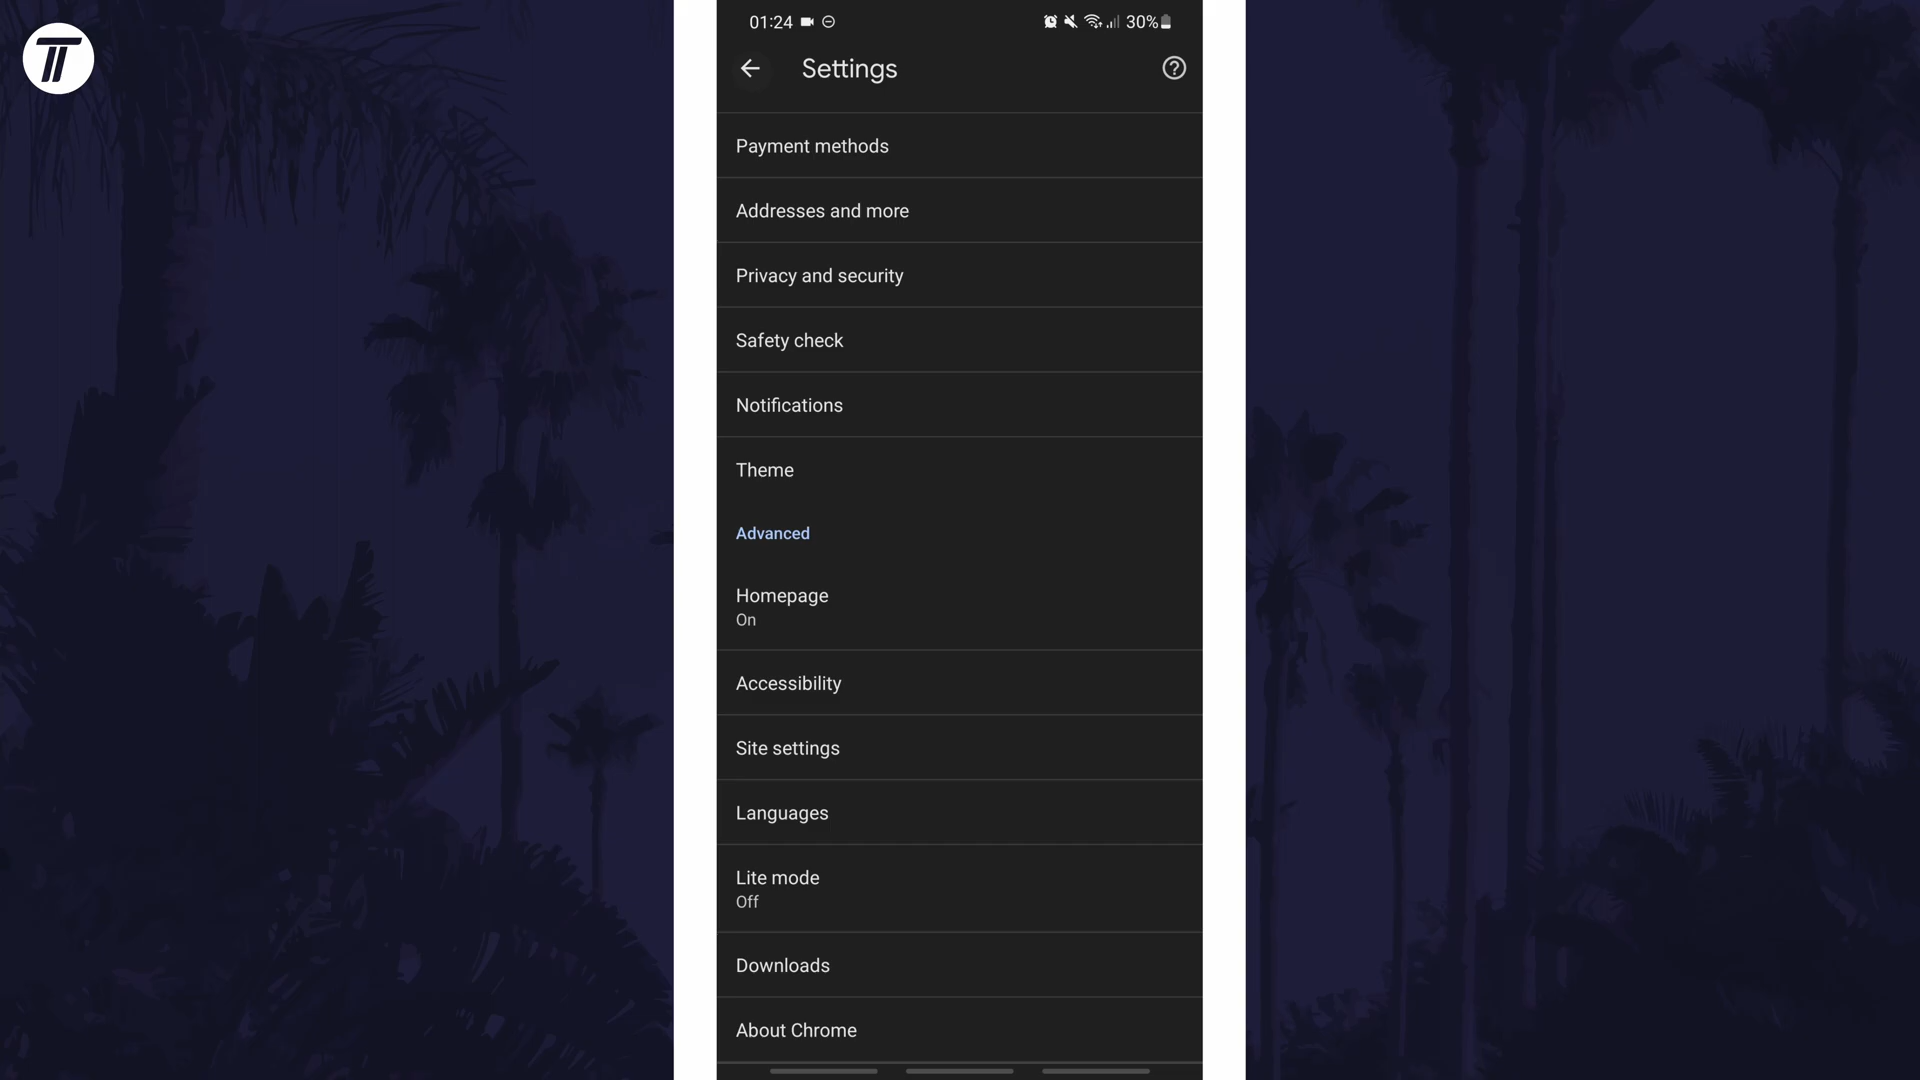 01:24
30%
Settings
Payment methods
Addresses and more
Privacy and security
Safety check
Notifications
Theme
Advanced
Homepage
On
Accessibility
Site settings
Languages
Lite mode
Off
Downloads
About Chrome